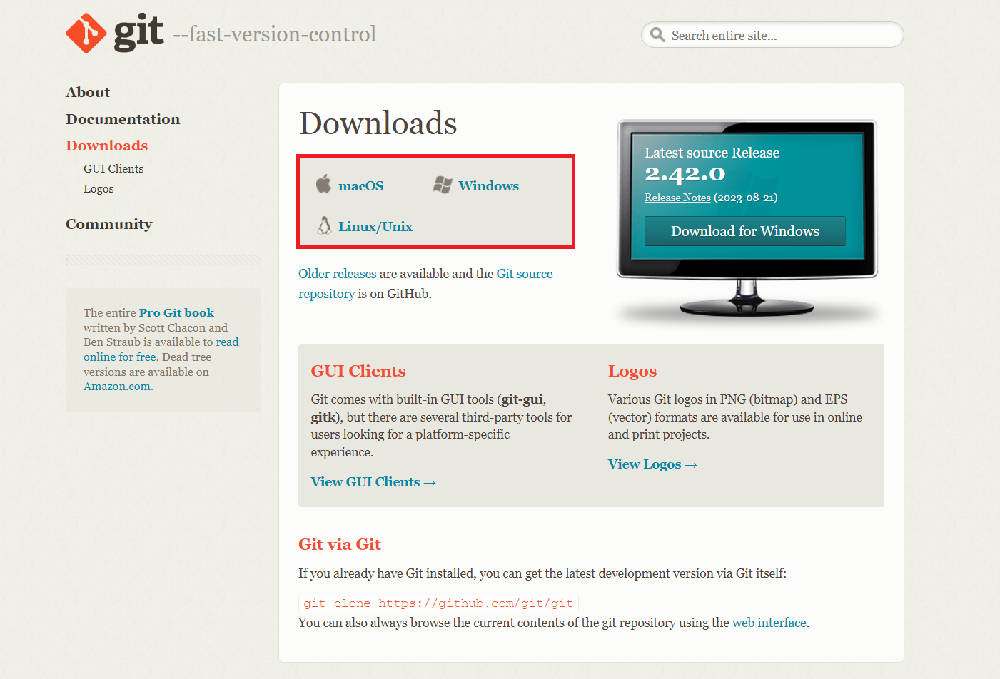 git --fast-version-control
Search entire site...
About
Documentation
Downloads
GUI Clients
Logos
Community
The entire Pro Git book
written by Scott Chacon and
Ben Straub is available to read
online for free. Dead tree
versions are available on
Amazon.com.
Downloads
macOS
Windows
Linux/Unix
Older releases are available and the Git source
repository is on GitHub.
Latest source Release
2.42.0
Release Notes (2023-08-21)
Download for Windows
GUI Clients
Git comes with built-in GUI tools (git-gui,
gitk), but there are several third-party tools for
users looking for a platform-specific
experience.
View GUI Clients →
Logos
Various Git logos in PNG (bitmap) and EPS
(vector) formats are available for use in online
and print projects.
View Logos →
Git via Git
If you already have Git installed, you can get the latest development version via Git itself:
git clone https://github.com/git/git
You can also always browse the current contents of the git repository using the web interface.